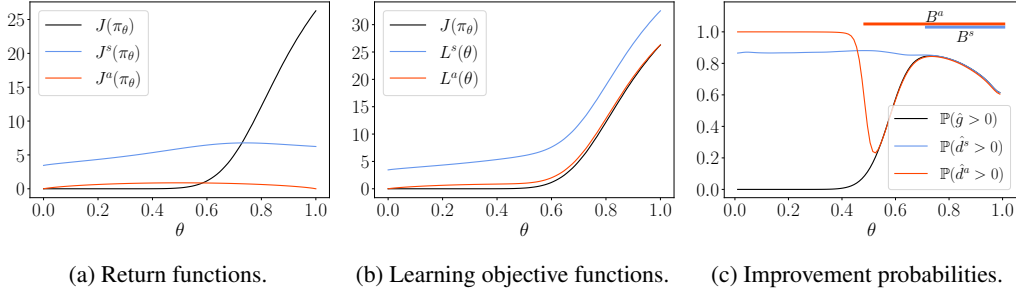 25
20
15
10
5
0
J(π_θ)
J^s(π_θ)
J^a(π_θ)
0.0 0.2 0.4 0.6 0.8 1.0
θ
(a) Return functions.
30
25
20
15
10
5
0
J(π_θ)
L^s(θ)
L^a(θ)
0.0 0.2 0.4 0.6 0.8 1.0
θ
(b) Learning objective functions.
B^a
B^s
1.0
0.8
0.6
0.4
0.2
0.0
ℙ(ĝ > 0)
ℙ(d̂^s > 0)
ℙ(d̂^a > 0)
0.0 0.2 0.4 0.6 0.8 1.0
θ
(c) Improvement probabilities.